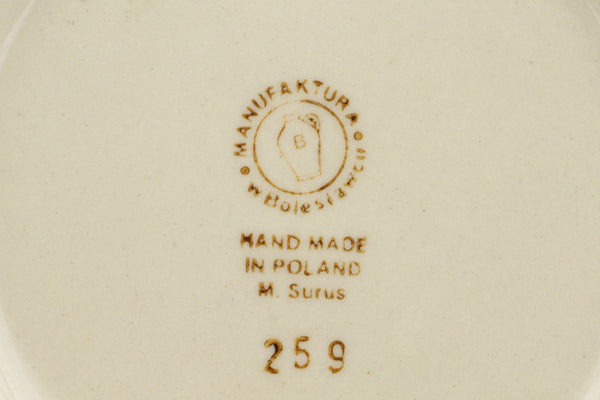 MANUFAKTURA
w Bolesławcu
B
HAND MADE
IN POLAND
M. Surus
259